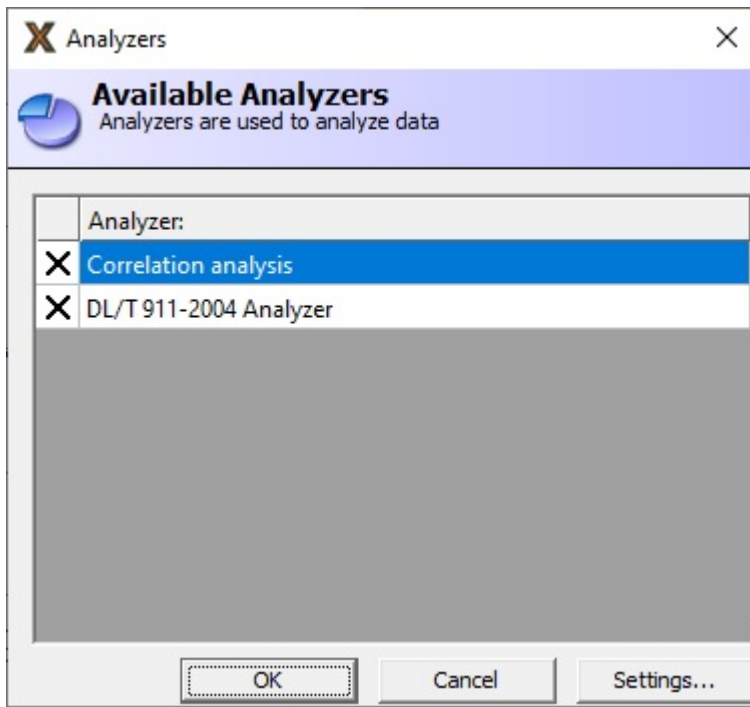 Analyzers
Available Analyzers
Analyzers are used to analyze data
Analyzer:
Correlation analysis
DL/T 911-2004 Analyzer
OK Cancel Settings...